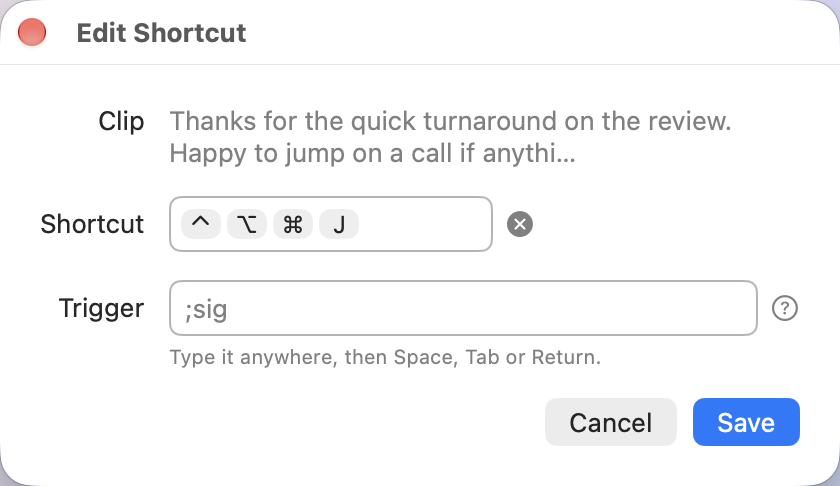 Edit Shortcut
Clip
Thanks for the quick turnaround on the review.
Happy to jump on a call if anythi...
Shortcut ^ ⌥ ⌘ J
Trigger ;sig ?
Type it anywhere, then Space, Tab or Return.
Cancel Save